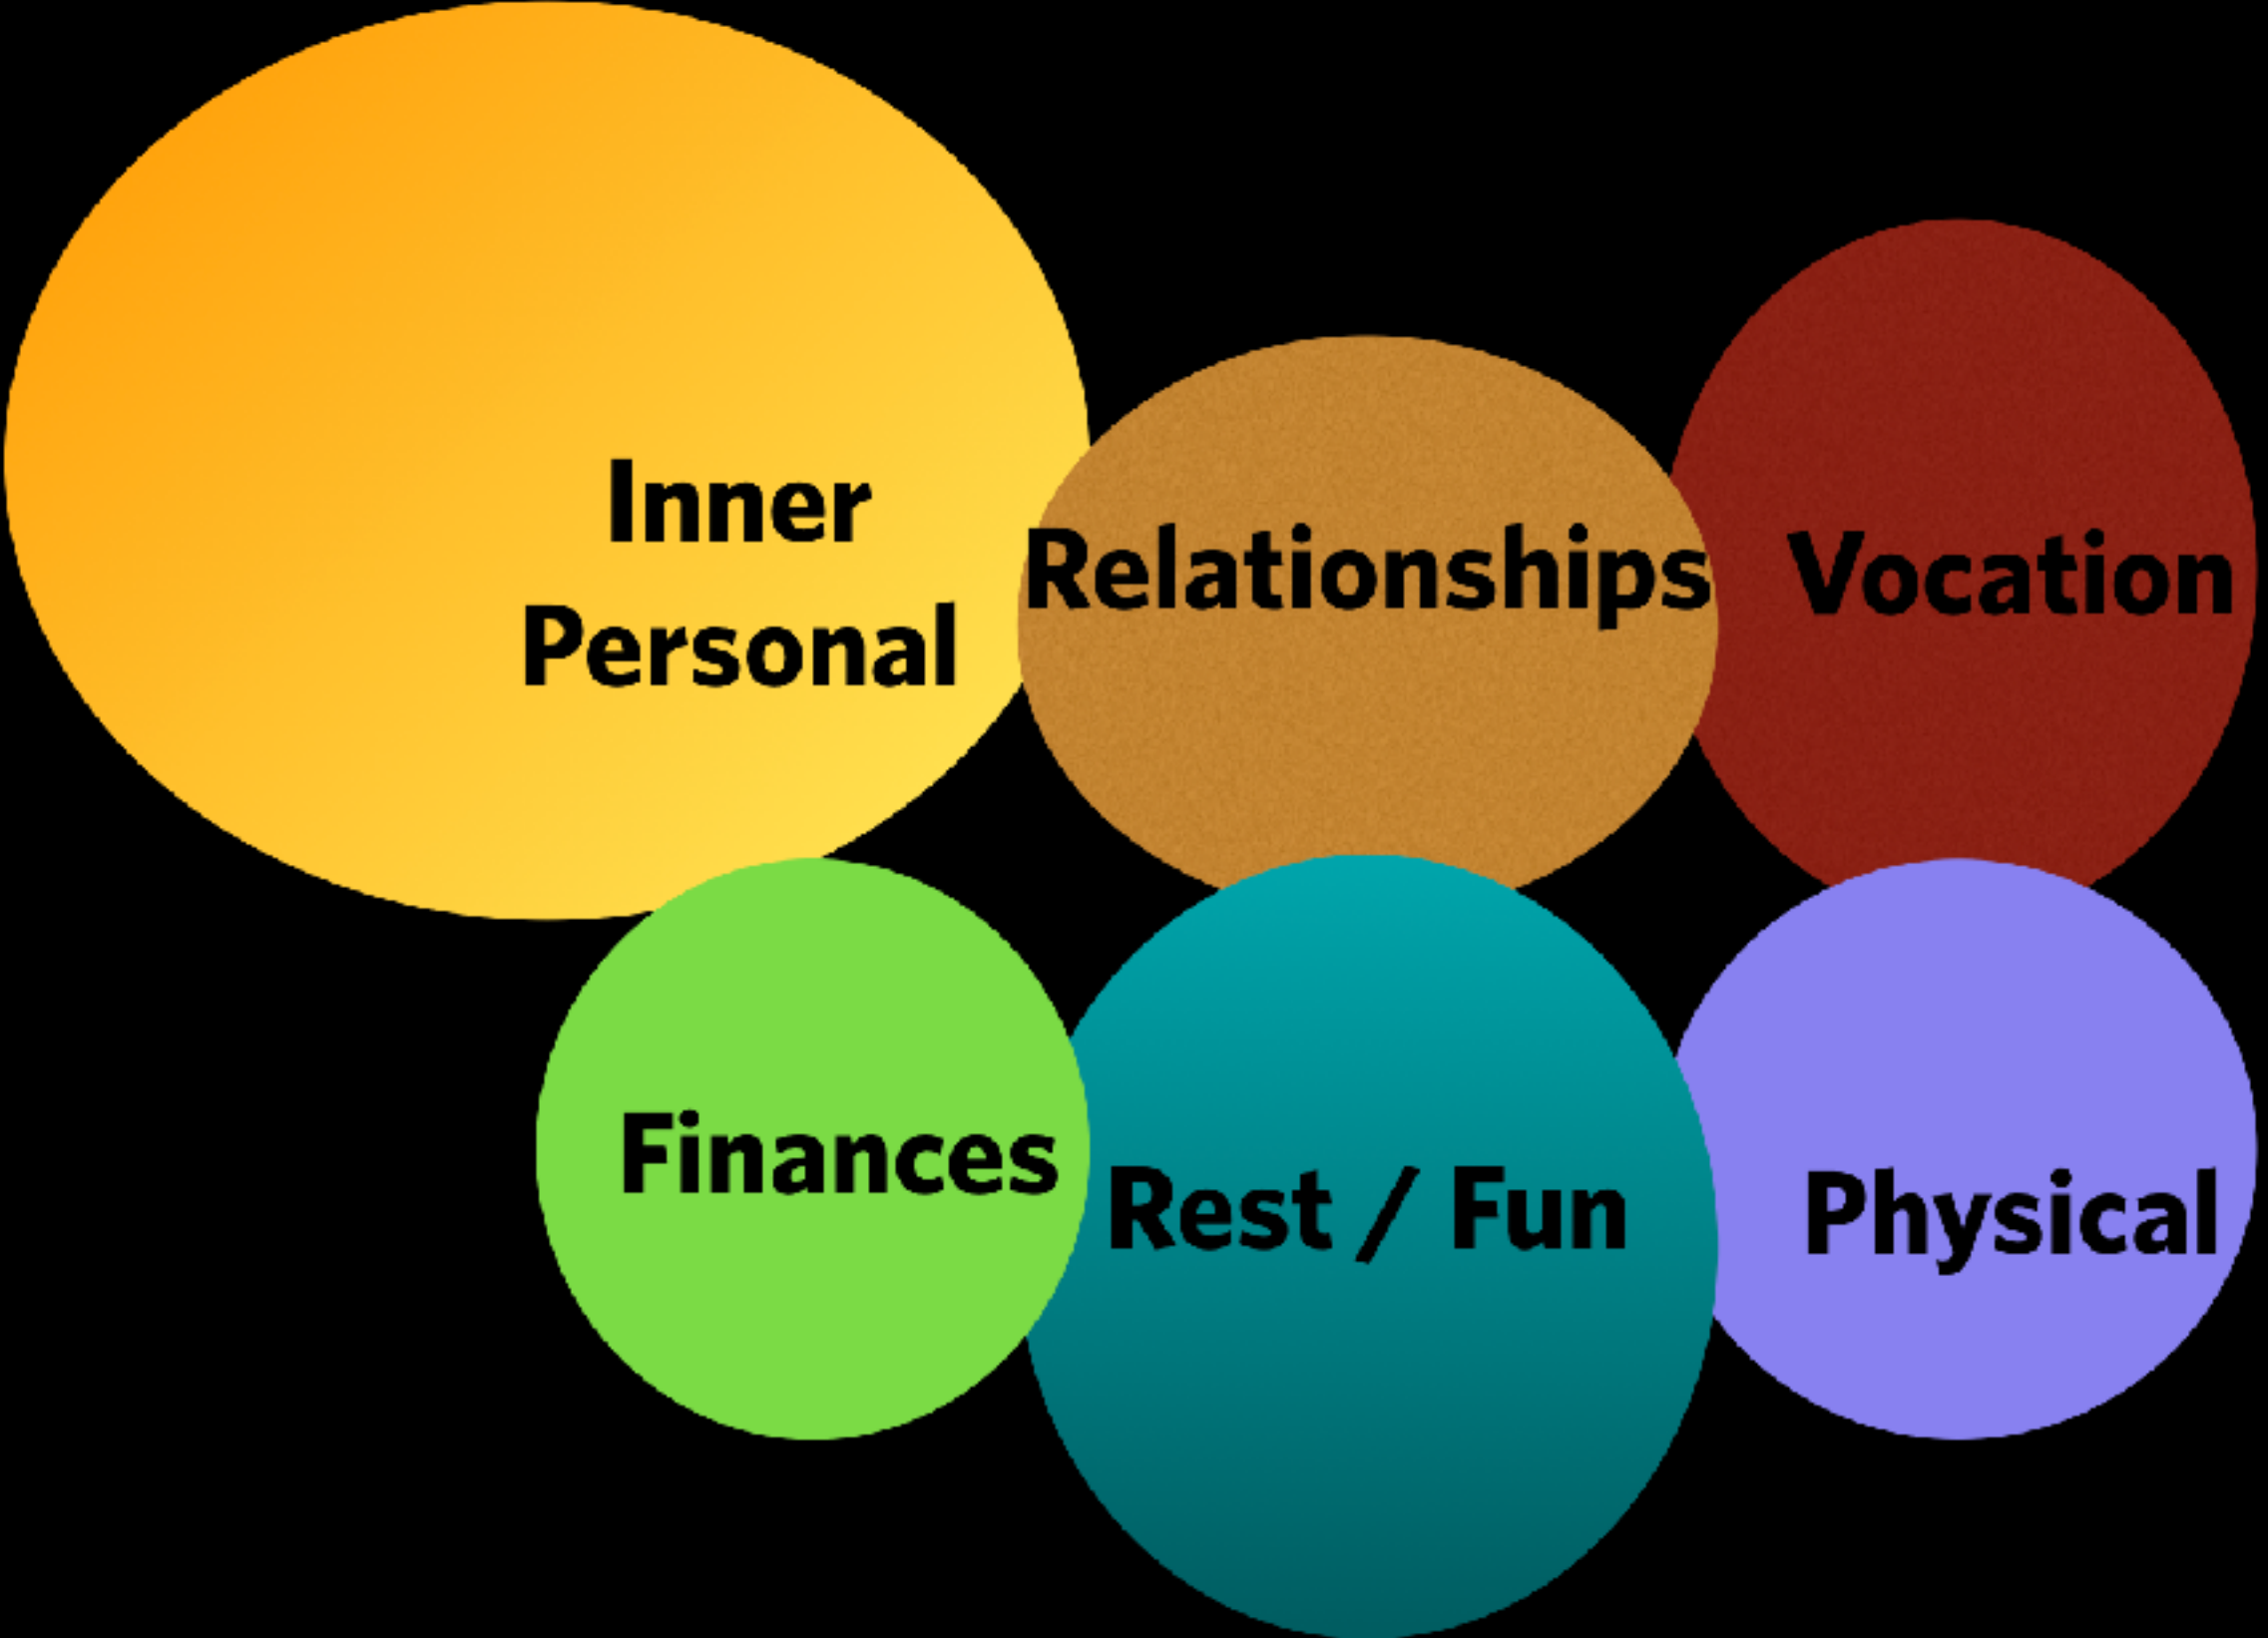 Inner
Personal
Relationships
Vocation
Finances
Rest / Fun
Physical